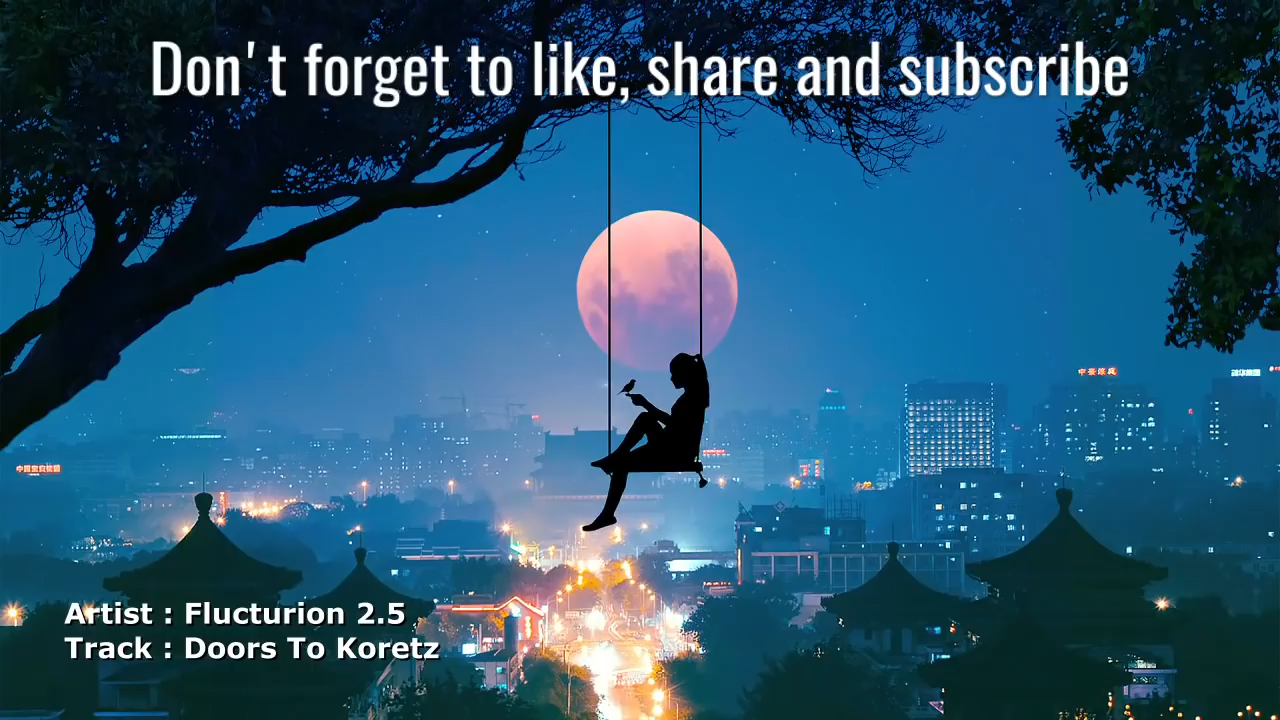 Don't forget to like, share and subscribe
Artist : Flucturion 2.5
Track : Doors To Koretz